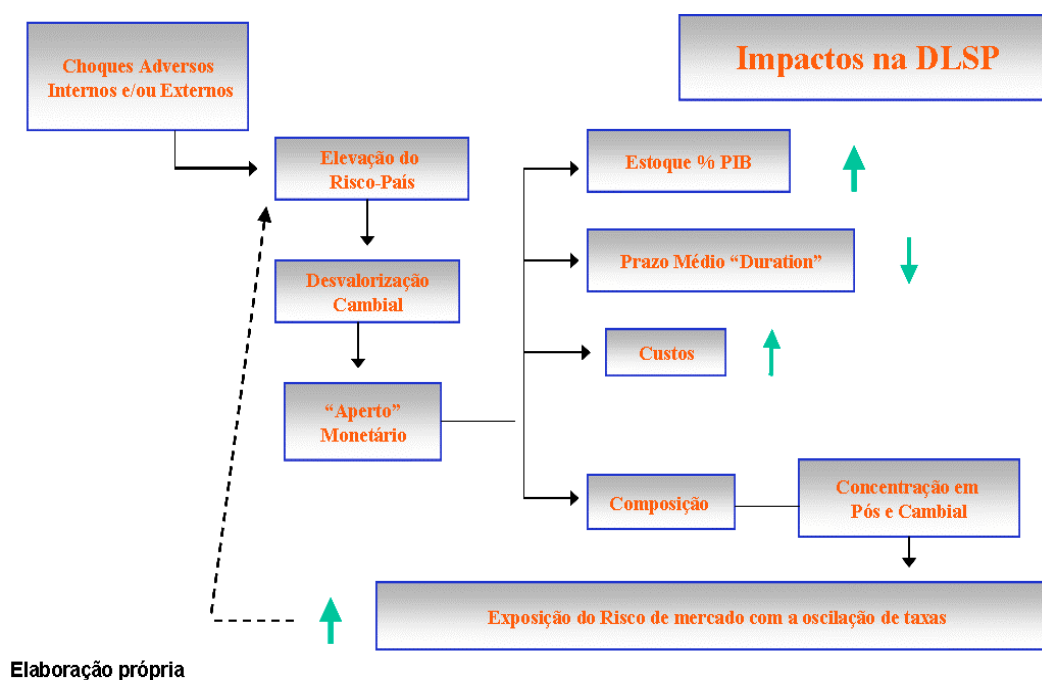 Choques Adversos
Internos e/ou Externos
Impactos na DLSP
Elevação do
Risco-País
Estoque % PIB
Desvalorização
Cambial
Prazo Médio “Duration”
Custos
“Aperto”
Monetário
Composição
Concentração em
Pós e Cambial
Exposição do Risco de mercado com a oscilação de taxas
Elaboração própria